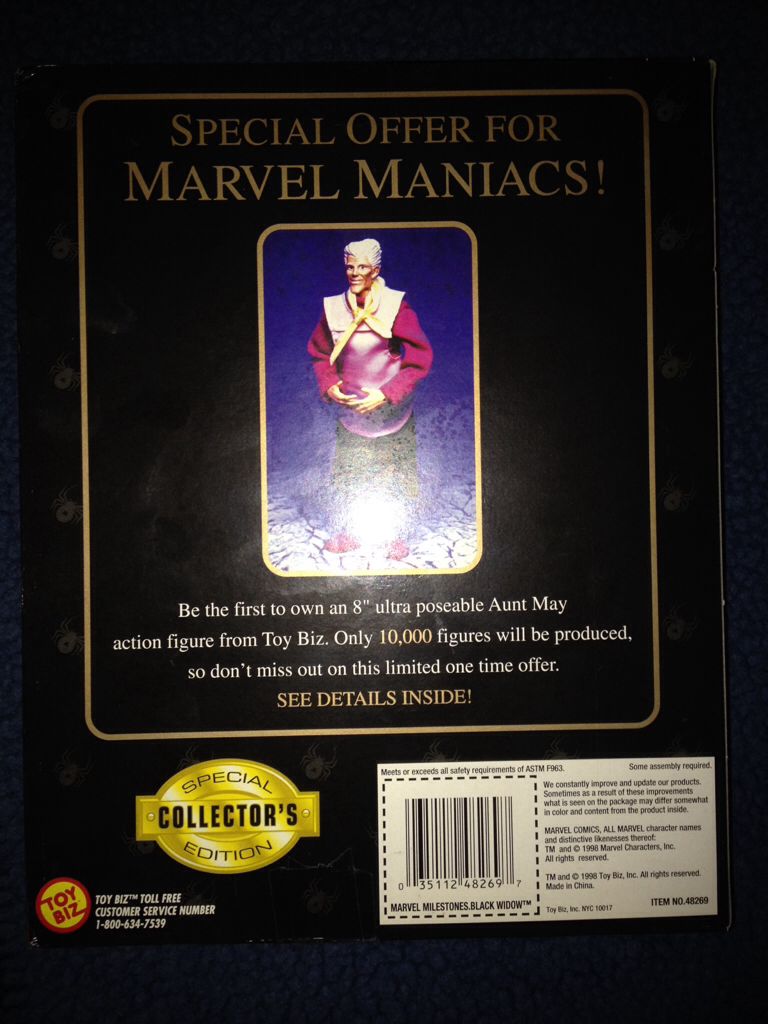 SPECIAL OFFER FOR
MARVEL MANIACS!
Be the first to own an 8" ultra poseable Aunt May
action figure from Toy Biz. Only 10,000 figures will be produced,
so don't miss out on this limited one time offer.
SEE DETAILS INSIDE!
SPECIAL
COLLECTOR'S
EDITION
TOY
BIZ
TOY BIZ™ TOLL FREE
CUSTOMER SERVICE NUMBER
1-800-634-7539
Meets or exceeds all safety requirements of ASTM F963.
Some assembly required.
0 35112 48269 7
MARVEL MILESTONES.BLACK WIDOW™
We constantly improve and update our products.
Sometimes as a result of these improvements
what is seen on the package may differ somewhat
in color and content from the product inside.
MARVEL COMICS, ALL MARVEL character names
and distinctive likenesses thereof:
TM and © 1998 Marvel Characters, Inc.
All rights reserved.
TM and © 1998 Toy Biz, Inc. All rights reserved.
Made in China.
Toy Biz, Inc. NYC 10017
ITEM NO.48269